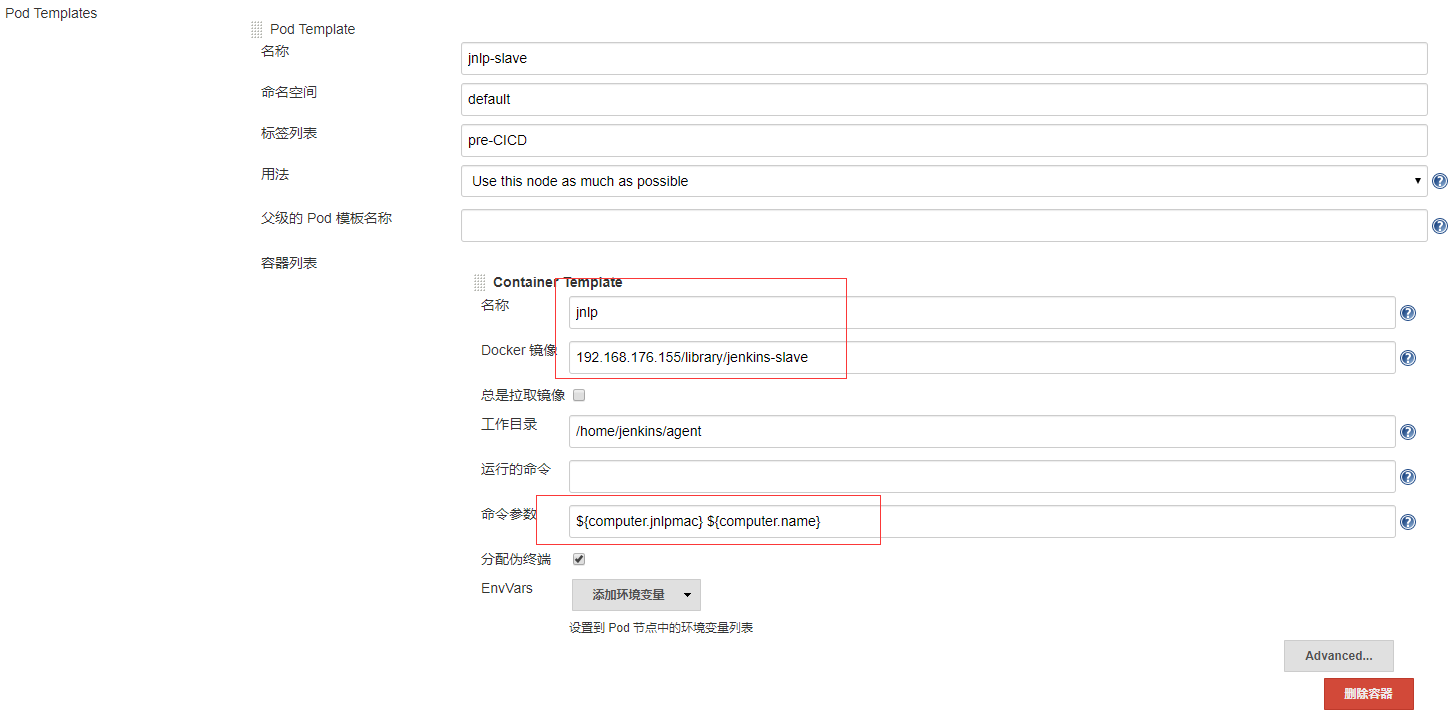 Pod Templates
Pod Template
名称
jnlp-slave
命名空间
default
标签列表
pre-CICD
用法
Use this node as much as possible
父级的 Pod 模板名称
容器列表
Container Template
名称
jnlp
Docker 镜像
192.168.176.155/library/jenkins-slave
总是拉取镜像
工作目录
/home/jenkins/agent
运行的命令
命令参数
${computer.jnlpmac} ${computer.name}
分配伪终端
EnvVars
添加环境变量
设置到 Pod 节点中的环境变量列表
Advanced...
删除容器